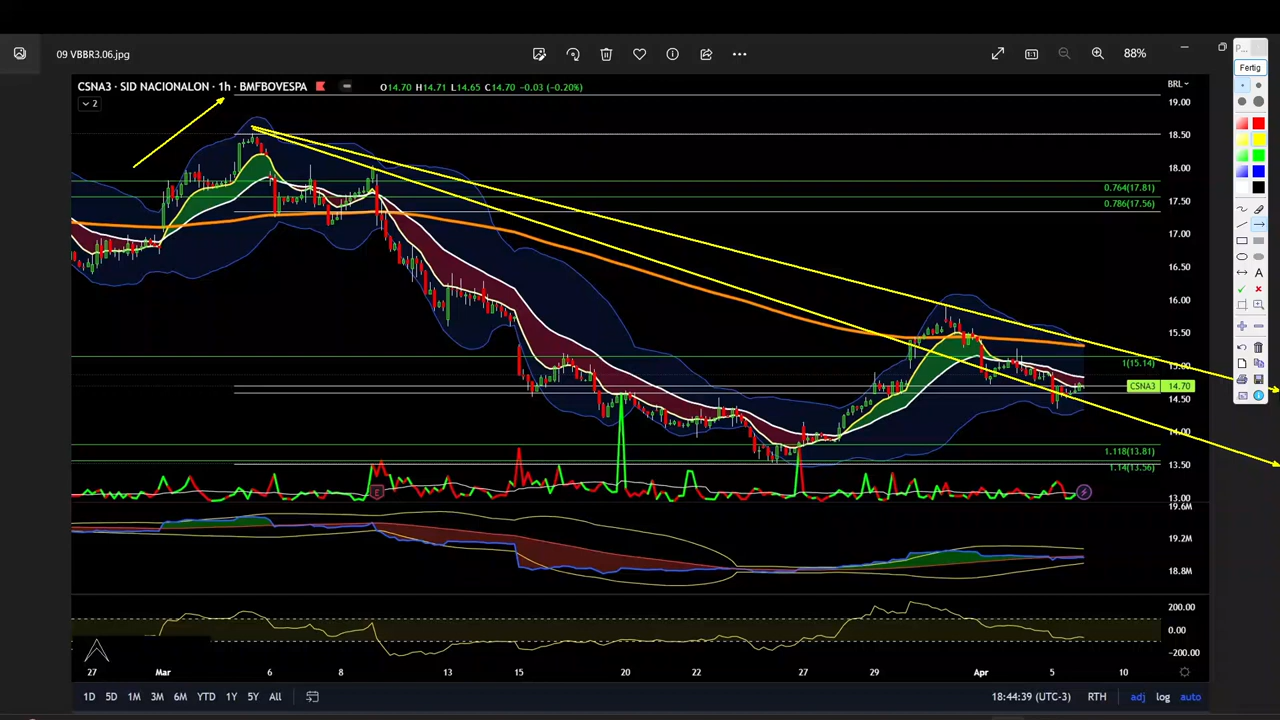 09 VBBR3.06.jpg
88%
P...
Fertig
CSNA3 · SID NACIONALON · 1h · BMFBOVESPA
O14.70 H14.71 L14.65 C14.70 -0.03 (-0.20%)
BRL
2
19.00
18.50
18.00
0.764(17.81)
17.50
0.786(17.56)
17.00
16.50
16.00
15.50
15.00
1(15.14)
CSNA3 14.70
14.50
14.00
1.118(13.81)
13.50
1.14(13.56)
E
13.00
19.6M
19.2M
18.8M
200.00
0.00
-200.00
27 Mar 6 8 13 15 20 22 27 29 Apr 5 10
1D 5D 1M 3M 6M YTD 1Y 5Y All
18:44:39 (UTC-3) RTH adj log auto
A
1:1